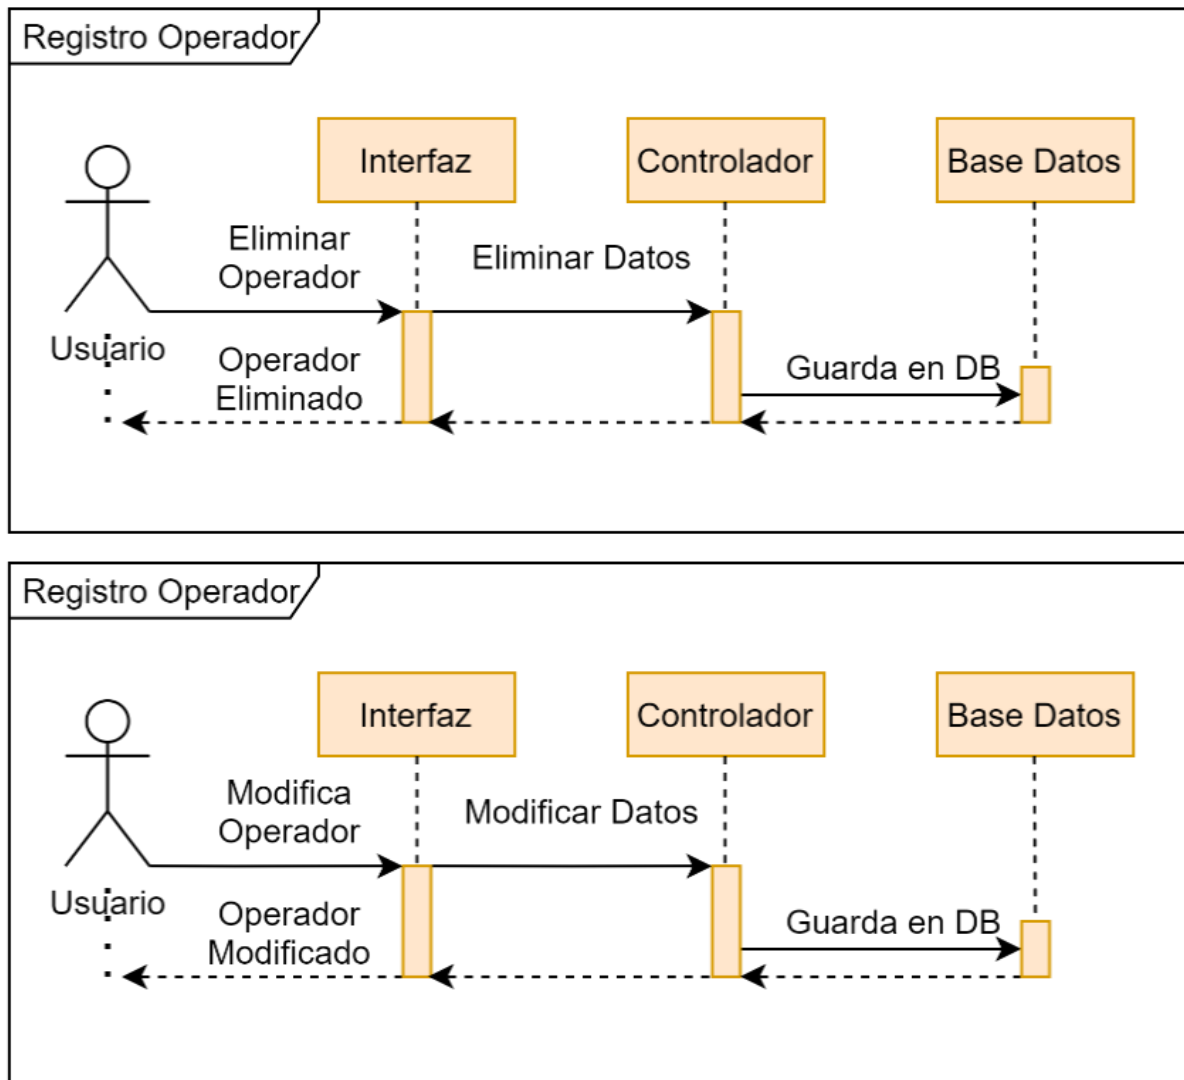 Registro Operador
Interfaz
Controlador
Base Datos
Eliminar
Operador
Eliminar Datos
Usuario
Operador
Eliminado
Guarda en DB
Registro Operador
Interfaz
Controlador
Base Datos
Modifica
Operador
Modificar Datos
Usuario
Operador
Modificado
Guarda en DB